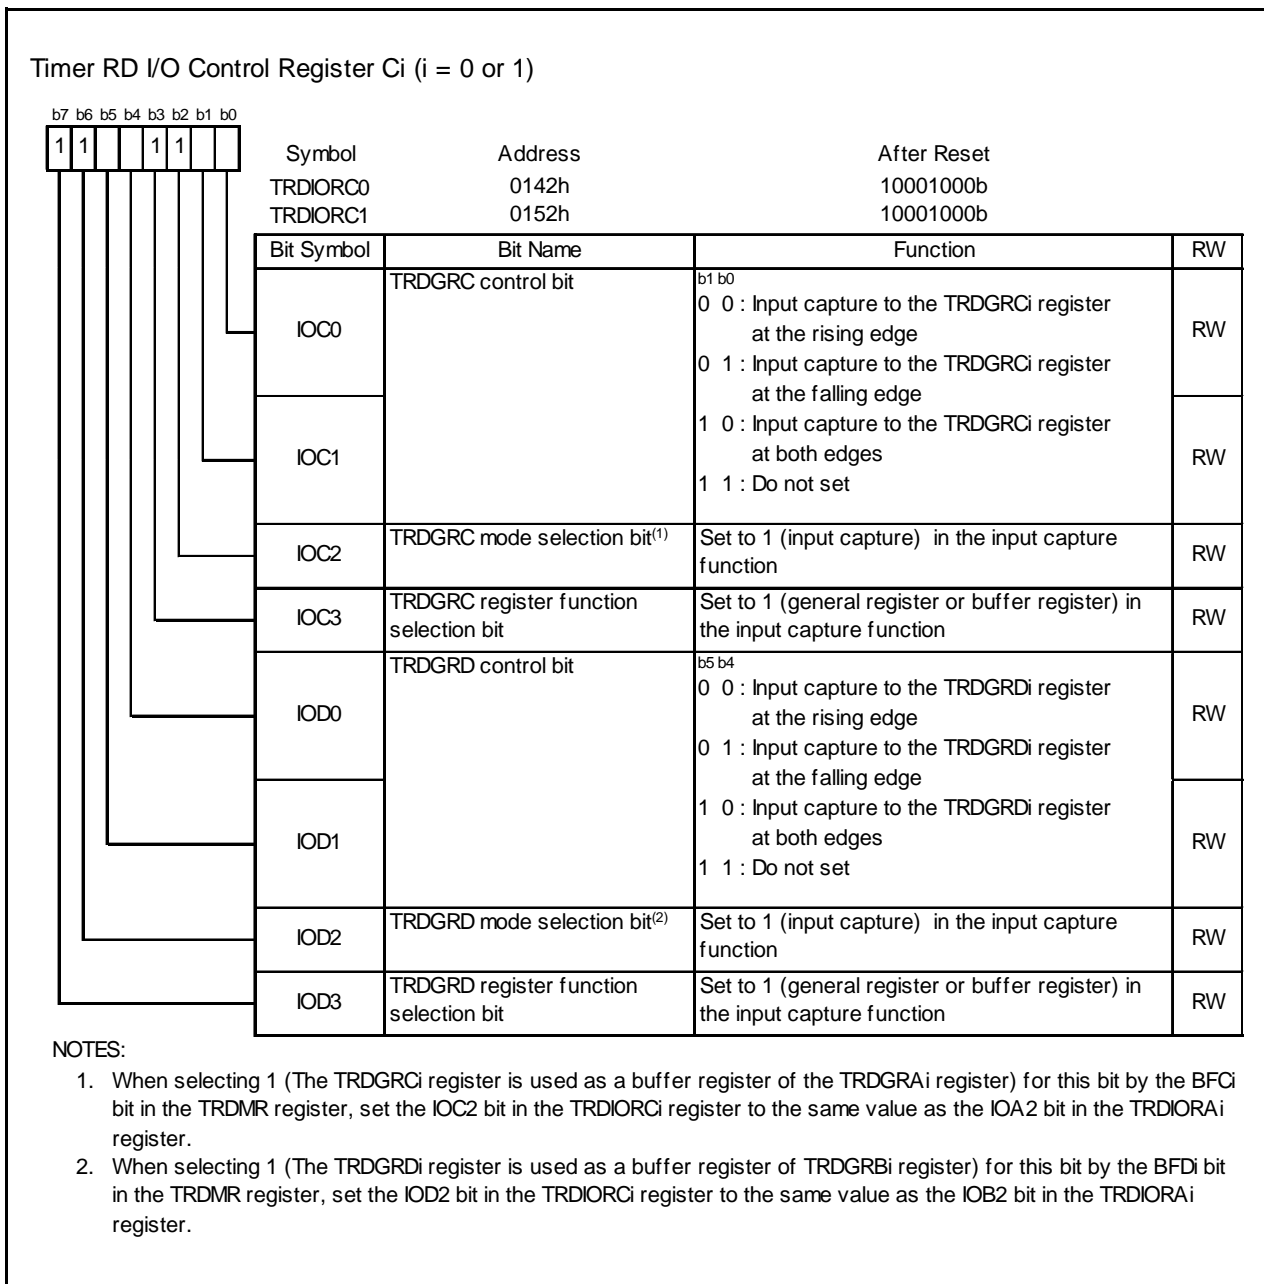 Timer RD I/O Control Register Ci (i = 0 or 1)
b7 b6 b5 b4 b3 b2 b1 b0
1 1 1 1
Symbol Address After Reset
TRDIORC0 0142h 10001000b
TRDIORC1 0152h 10001000b
Bit Symbol Bit Name Function RW
IOC0 TRDGRC control bit b1 b0
0 0 : Input capture to the TRDGRCi register
at the rising edge
RW
0 1 : Input capture to the TRDGRCi register
at the falling edge
IOC1
1 0 : Input capture to the TRDGRCi register
at both edges
RW
1 1 : Do not set
IOC2 TRDGRC mode selection bit(1) Set to 1 (input capture) in the input capture
function RW
IOC3 TRDGRC register function
selection bit
Set to 1 (general register or buffer register) in
the input capture function RW
IOD0 TRDGRD control bit b5 b4
0 0 : Input capture to the TRDGRDi register
at the rising edge
RW
0 1 : Input capture to the TRDGRDi register
at the falling edge
IOD1
1 0 : Input capture to the TRDGRDi register
at both edges
RW
1 1 : Do not set
IOD2 TRDGRD mode selection bit(2) Set to 1 (input capture) in the input capture
function RW
IOD3 TRDGRD register function
selection bit
Set to 1 (general register or buffer register) in
the input capture function RW
NOTES:
1. When selecting 1 (The TRDGRCi register is used as a buffer register of the TRDGRAi register) for this bit by the BFCi
bit in the TRDMR register, set the IOC2 bit in the TRDIORCi register to the same value as the IOA2 bit in the TRDIORAi
register.
2. When selecting 1 (The TRDGRDi register is used as a buffer register of TRDGRBi register) for this bit by the BFDi bit
in the TRDMR register, set the IOD2 bit in the TRDIORCi register to the same value as the IOB2 bit in the TRDIORAi
register.